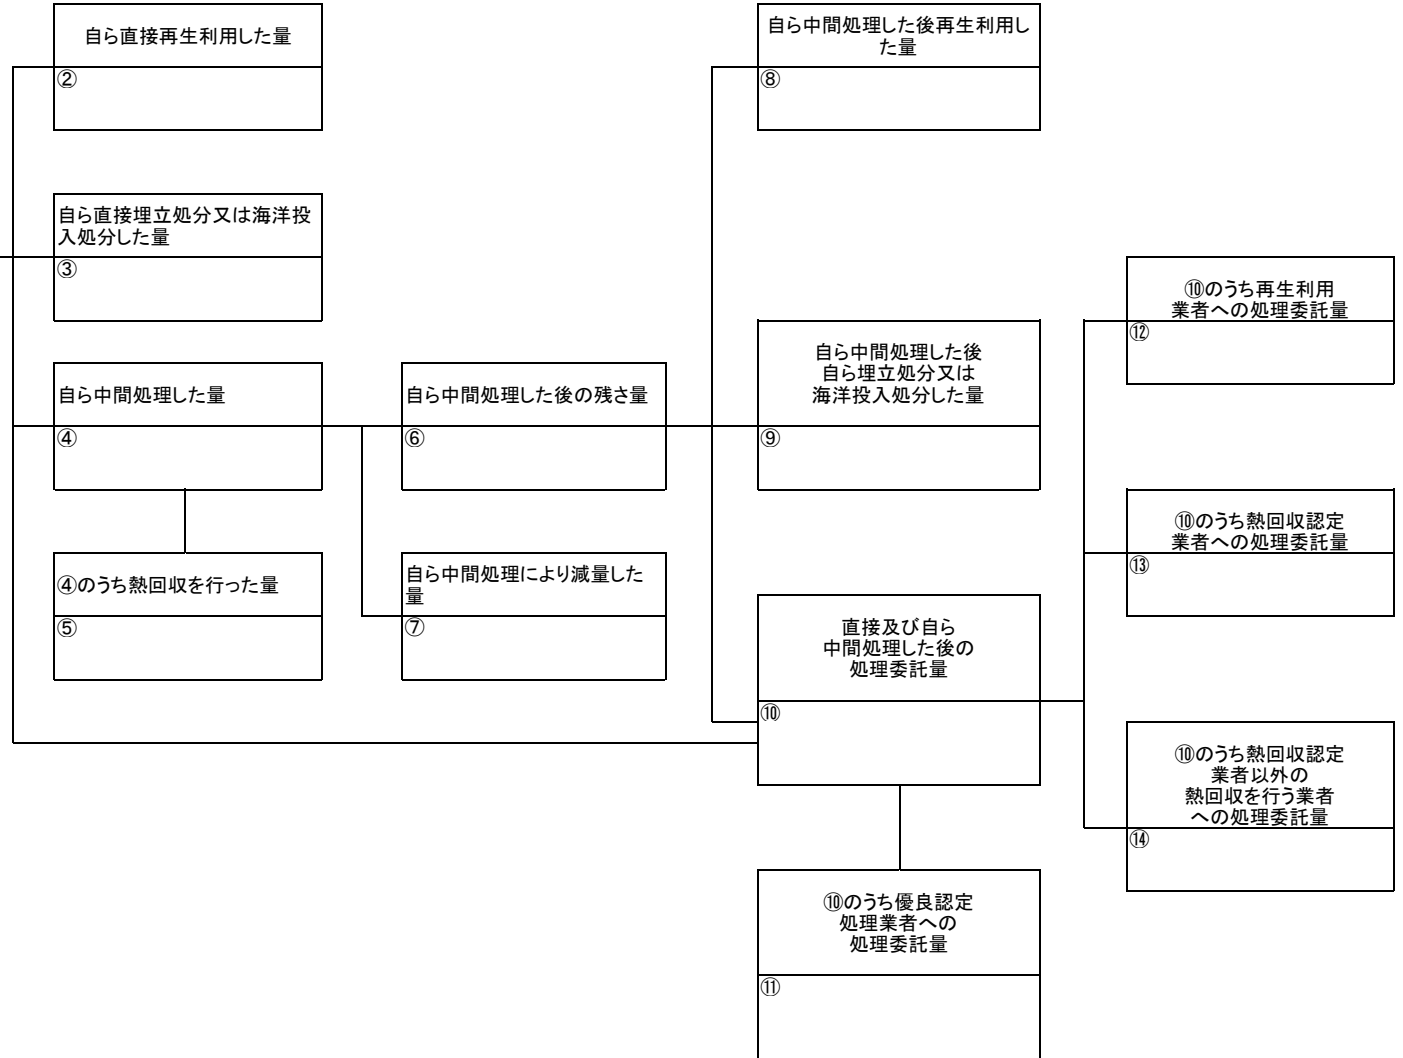 自ら直接再生利用した量
②
自ら直接埋立処分又は海洋投
入処分した量
③
自ら中間処理した量
④
④のうち熱回収を行った量
⑤
自ら中間処理した後の残さ量
⑥
自ら中間処理により減量した
量
⑦
自ら中間処理した後再生利用し
た量
⑧
自ら中間処理した後
自ら埋立処分又は
海洋投入処分した量
⑨
直接及び自ら
中間処理した後の
処理委託量
⑩
⑩のうち優良認定
処理業者への
処理委託量
⑪
⑩のうち再生利用
業者への処理委託量
⑫
⑩のうち熱回収認定
業者への処理委託量
⑬
⑩のうち熱回収認定
業者以外の
熱回収を行う業者
への処理委託量
⑭